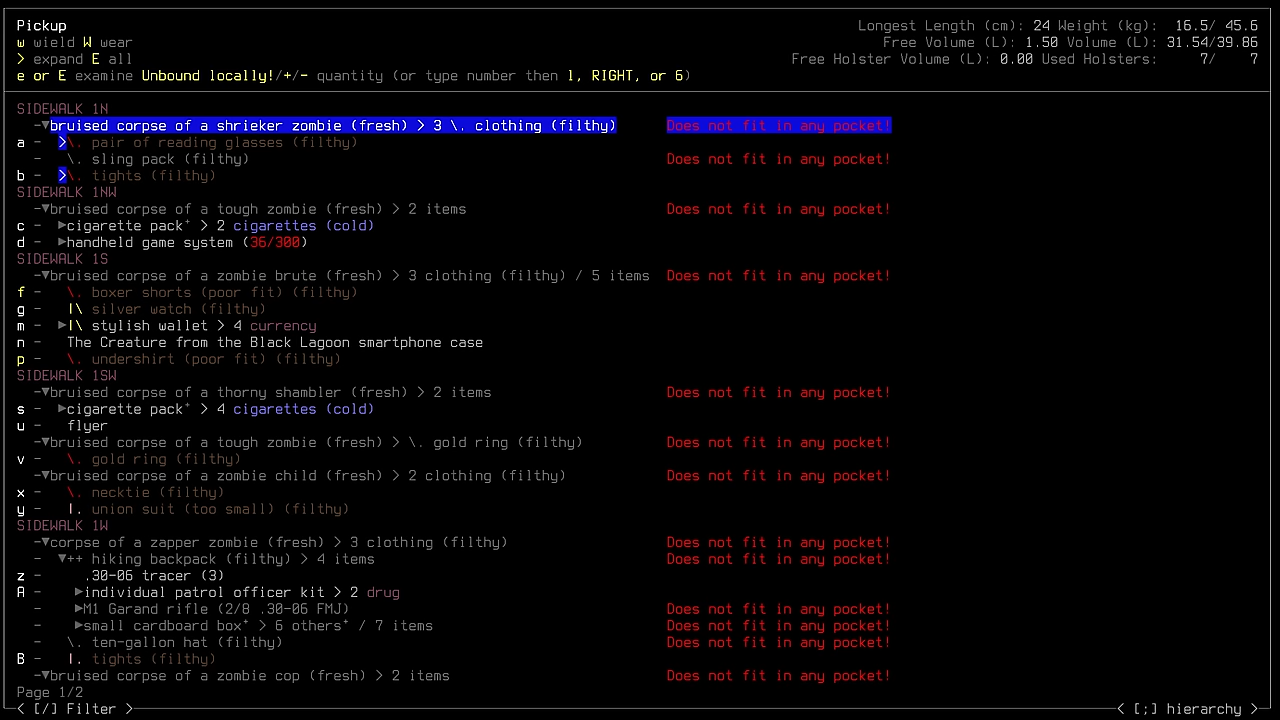 Pickup Longest Length (cm): 24 Weight (kg): 16.5/ 45.6
w wield W wear Free Volume (L): 1.50 Volume (L): 31.54/39.86
> expand E all Free Holster Volume (L): 0.00 Used Holsters: 7/ 7
e or E examine Unbound locally!/+/- quantity (or type number then l, RIGHT, or 6)
SIDEWALK 1N
-▼bruised corpse of a shrieker zombie (fresh) > 3 \. clothing (filthy) Does not fit in any pocket!
a - >\. pair of reading glasses (filthy)
- \. sling pack (filthy) Does not fit in any pocket!
b - >\. tights (filthy)
SIDEWALK 1NW
-▼bruised corpse of a tough zombie (fresh) > 2 items Does not fit in any pocket!
c - ▶cigarette pack⁺ > 2 cigarettes (cold)
d - ▶handheld game system (36/300)
SIDEWALK 1S
-▼bruised corpse of a zombie brute (fresh) > 3 clothing (filthy) / 5 items Does not fit in any pocket!
f - \. boxer shorts (poor fit) (filthy)
g - |\ silver watch (filthy)
m - ▶|\ stylish wallet > 4 currency
n - The Creature from the Black Lagoon smartphone case
p - \. undershirt (poor fit) (filthy)
SIDEWALK 1SW
-▼bruised corpse of a thorny shambler (fresh) > 2 items Does not fit in any pocket!
s - ▶cigarette pack⁺ > 4 cigarettes (cold)
u - flyer
-▼bruised corpse of a tough zombie (fresh) > \. gold ring (filthy) Does not fit in any pocket!
v - \. gold ring (filthy)
-▼bruised corpse of a zombie child (fresh) > 2 clothing (filthy) Does not fit in any pocket!
x - \. necktie (filthy)
y - |. union suit (too small) (filthy)
SIDEWALK 1W
-▼corpse of a zapper zombie (fresh) > 3 clothing (filthy) Does not fit in any pocket!
- ▼++ hiking backpack (filthy) > 4 items Does not fit in any pocket!
z - .30-06 tracer (3)
A - ▶individual patrol officer kit > 2 drug
- ▶M1 Garand rifle (2/8 .30-06 FMJ) Does not fit in any pocket!
- ▶small cardboard box⁺ > 6 others⁺ / 7 items Does not fit in any pocket!
- \. ten-gallon hat (filthy) Does not fit in any pocket!
B - |. tights (filthy)
-▼bruised corpse of a zombie cop (fresh) > 2 items Does not fit in any pocket!
Page 1/2
< [/] Filter > < [;] hierarchy >